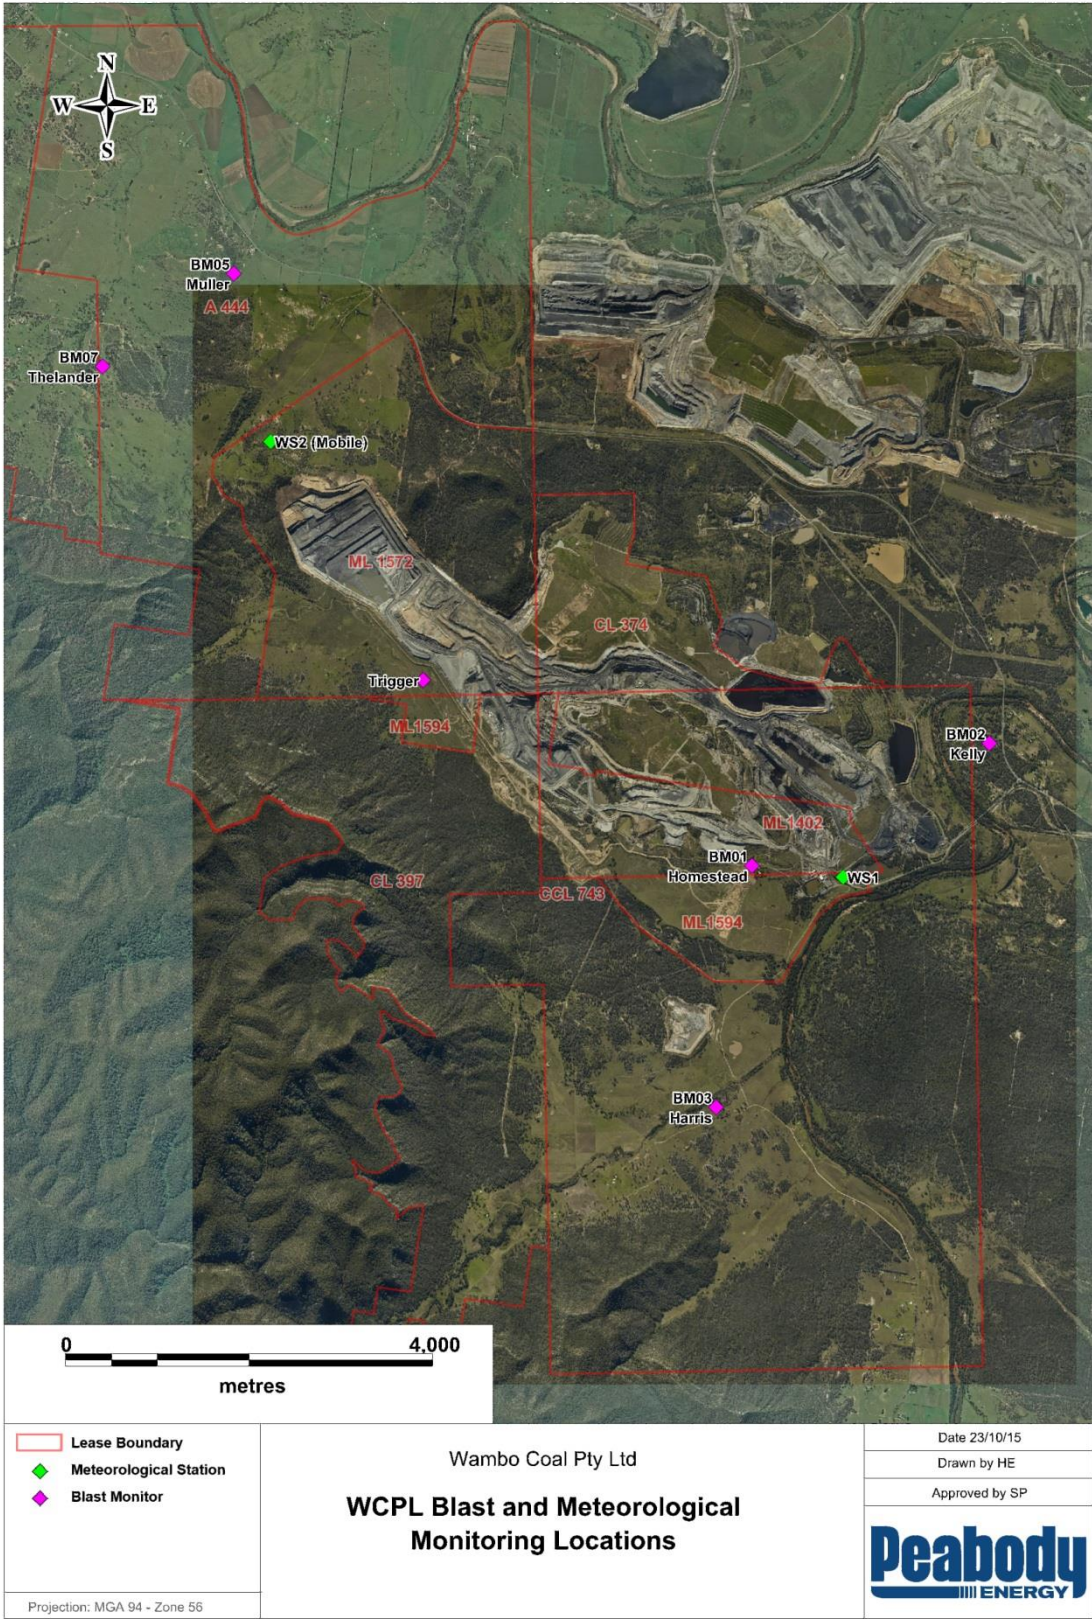 N
W E
S
BM05
Muller
A 444
BM07
Thelander
WS2 (Mobile)
ML 1572
CL 374
Trigger
ML1594
BM02
Kelly
ML1402
BM01
Homestead
WS1
CL 397
CCL 743
ML1594
BM03
Harris
0 4,000
metres
Lease Boundary
Meteorological Station
Blast Monitor
Projection: MGA 94 - Zone 56
Wambo Coal Pty Ltd
WCPL Blast and Meteorological
Monitoring Locations
Date 23/10/15
Drawn by HE
Approved by SP
Peabody
ENERGY